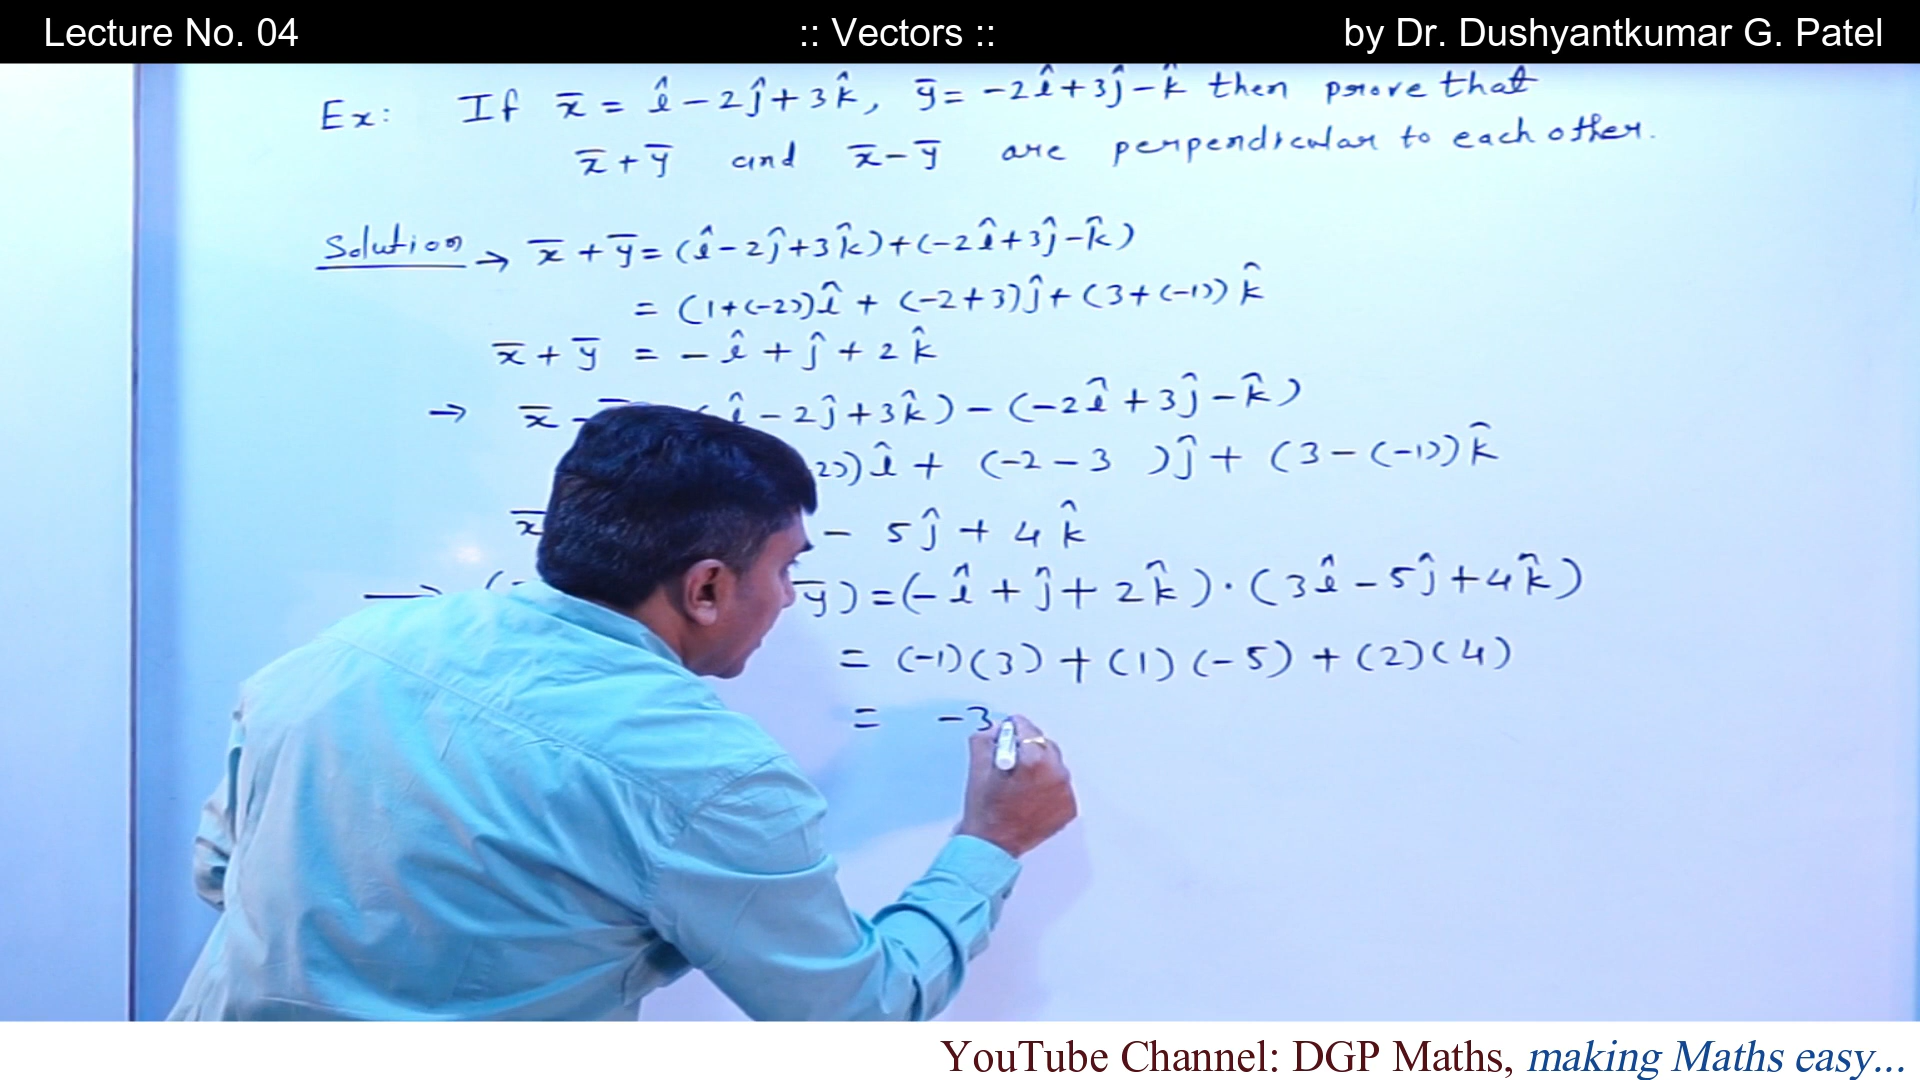 Lecture No. 04
:: Vectors ::
by Dr. Dushyantkumar G. Patel
Ex: If x̅ = î - 2ĵ + 3k̂, y̅ = -2î + 3ĵ - k̂ then prove that
x̅ + y̅ and x̅ - y̅ are perpendicular to each other.
Solution → x̅ + y̅ = (î - 2ĵ + 3k̂) + (-2î + 3ĵ - k̂)
= (1+(-2))î + (-2+3)ĵ + (3+(-1))k̂
x̅ + y̅ = -î + ĵ + 2k̂
→ x̅ - î - 2ĵ + 3k̂) - (-2î + 3ĵ - k̂)
2))î + (-2-3 )ĵ + (3-(-1))k̂
x̅ - 5ĵ + 4k̂
→ ( y̅) = (-î + ĵ + 2k̂) · (3î - 5ĵ + 4k̂)
= (-1)(3) + (1)(-5) + (2)(4)
= -3
YouTube Channel: DGP Maths, making Maths easy...